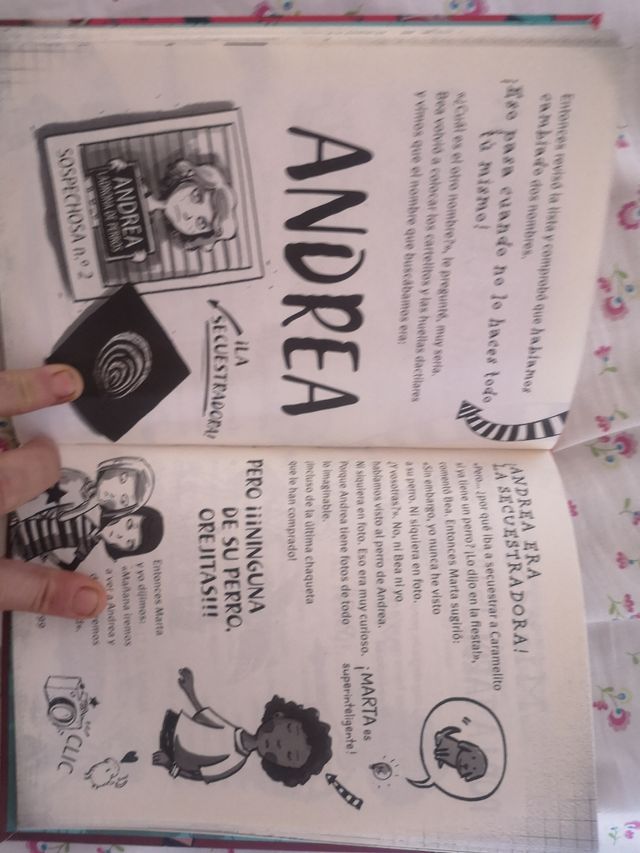 Entonces revisó la lista y comprobó que habíamos
cambiado dos nombres.
¡Eso pasa cuando no lo haces todo
tú mismo!
«¿Cuál es el otro nombre?», le pregunté, muy seria.
Bea volvió a colocar los cartelitos y las huellas dactilares
y vimos que el nombre que buscábamos era:
ANDREA
¡LA
SECUESTRADORA!
ANDREA
LADRONA DE PERROS
SOSPECHOSA n.º 2
¡ANDREA ERA
LA SECUESTRADORA!
«Pero... ¿por qué iba a secuestrar a Caramelito
si ya tiene un perro? ¡Lo dijo en la fiesta!»,
comentó Bea. Entonces Marta sugirió:
«Sin embargo, yo nunca he visto
a su perro. Ni siquiera en foto.
¿Y vosotras?». No, ni Bea ni yo
habíamos visto al perro de Andrea.
Ni siquiera en foto. Eso era muy curioso.
Porque Andrea tiene fotos de todo
lo imaginable.
¡Incluso de la última chaqueta
que le han comprado!
¡MARTA es
superinteligente!
PERO ¡¡¡NINGUNA
DE SU PERRO,
OREJITAS!!!
Entonces Marta
y yo dijimos:
«Mañana iremos
a ver a Andrea y
CLIC